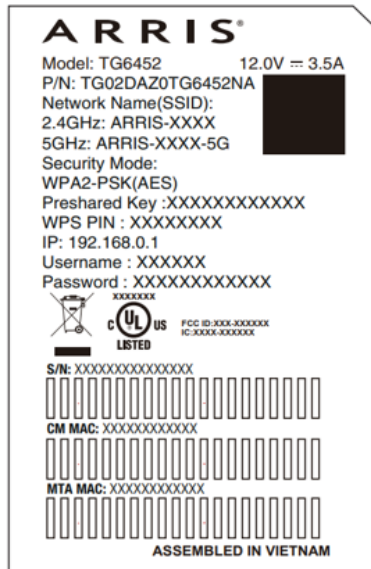 ARRIS®
Model: TG6452 12.0V ⎓ 3.5A
P/N: TG02DAZ0TG6452NA
Network Name(SSID):
2.4GHz: ARRIS-XXXX
5GHz: ARRIS-XXXX-5G
Security Mode:
WPA2-PSK(AES)
Preshared Key :XXXXXXXXXXXXX
WPS PIN : XXXXXXXX
IP: 192.168.0.1
Username : XXXXXX
Password : XXXXXXXXXXXXX
XXXXXXX
C UL US
LISTED
FCC ID:XXX-XXXXXX
IC:XXXX-XXXXXX
S/N: XXXXXXXXXXXXXXX
CM MAC: XXXXXXXXXXXX
MTA MAC: XXXXXXXXXXXX
ASSEMBLED IN VIETNAM